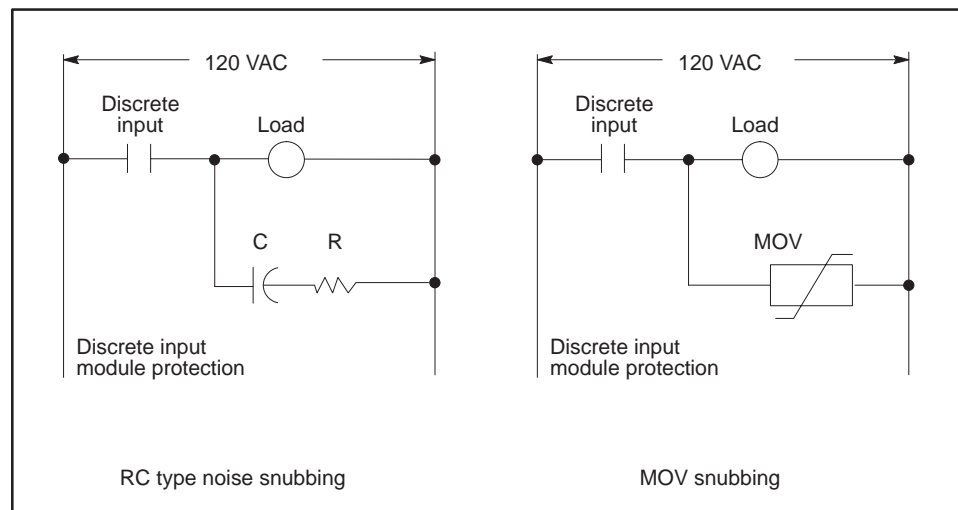 120 VAC
Discrete
input
Load
C
R
Discrete input
module protection
RC type noise snubbing
120 VAC
Discrete
input
Load
MOV
Discrete input
module protection
MOV snubbing